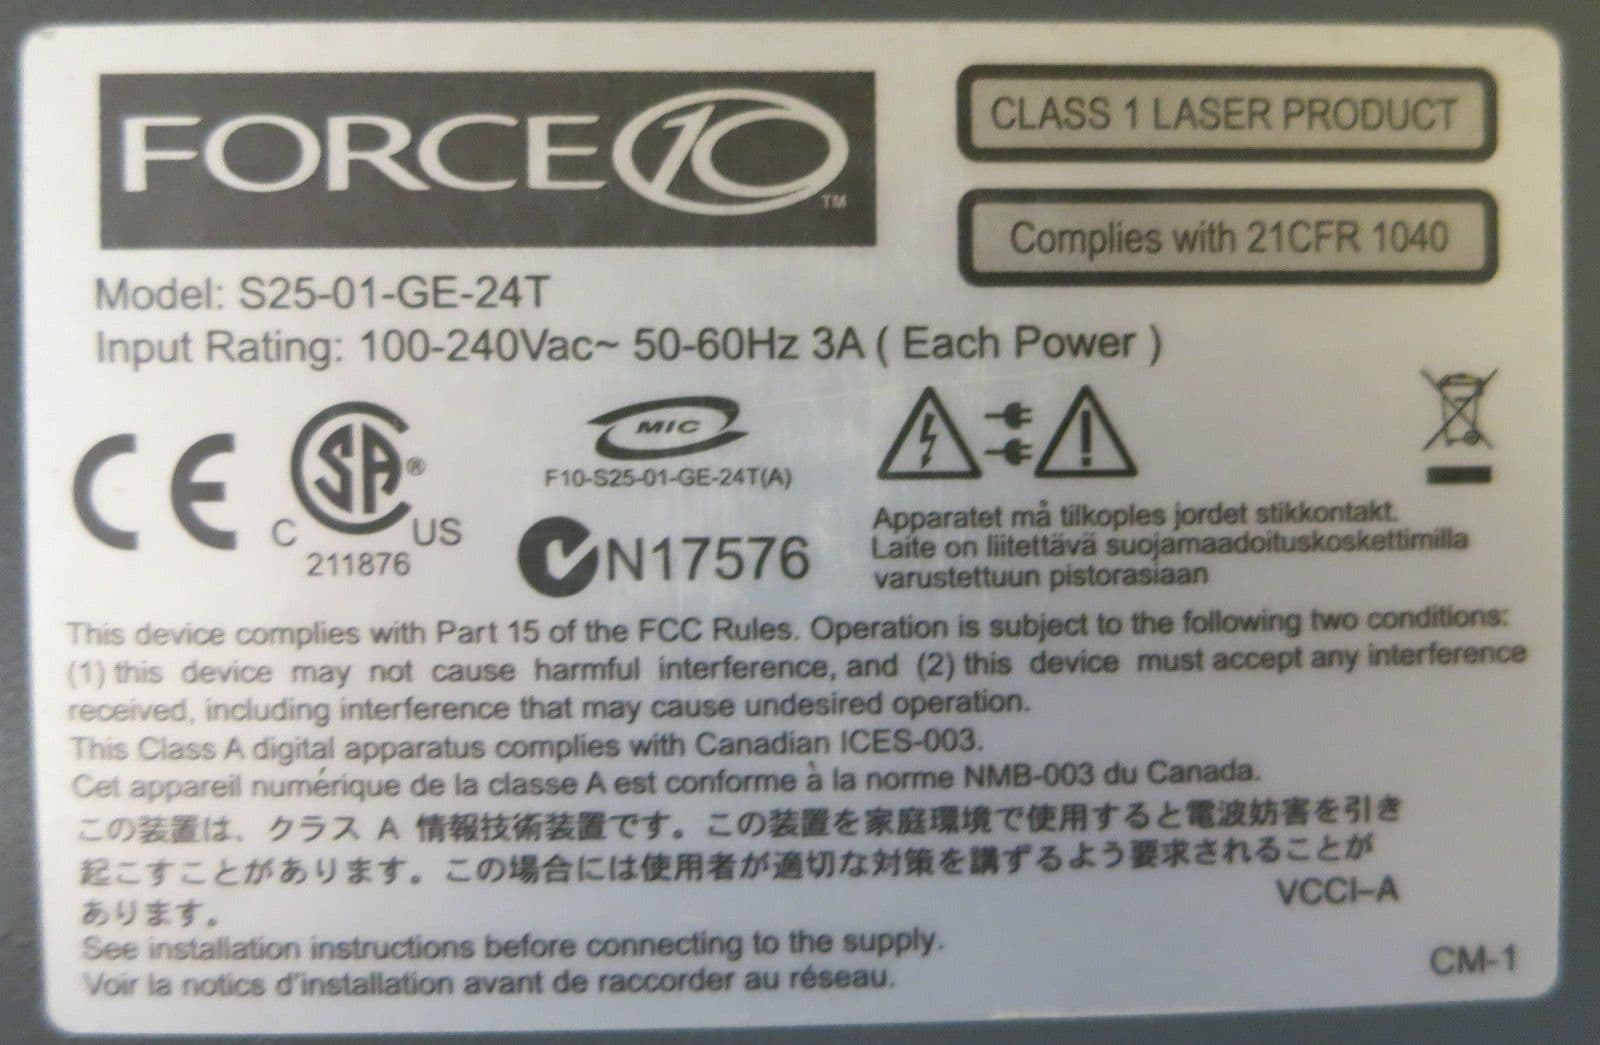 FORCE10™
CLASS 1 LASER PRODUCT
Complies with 21CFR 1040
Model: S25-01-GE-24T
Input Rating: 100-240Vac~ 50-60Hz 3A ( Each Power )
CE
SA®
C US
211876
MIC
F10-S25-01-GE-24T(A)
N17576
Apparatet må tilkoples jordet stikkontakt.
Laite on liitettävä suojamaadoituskoskettimilla
varustettuun pistorasiaan
This device complies with Part 15 of the FCC Rules. Operation is subject to the following two conditions:
(1) this device may not cause harmful interference, and (2) this device must accept any interference
received, including interference that may cause undesired operation.
This Class A digital apparatus complies with Canadian ICES-003.
Cet appareil numérique de la classe A est conforme à la norme NMB-003 du Canada.
この装置は、クラス A 情報技術装置です。この装置を家庭環境で使用すると電波妨害を引き
起こすことがあります。この場合には使用者が適切な対策を講ずるよう要求されることが
あります。
VCCI-A
See installation instructions before connecting to the supply.
Voir la notics d'installation avant de raccorder au réseau.
CM-1